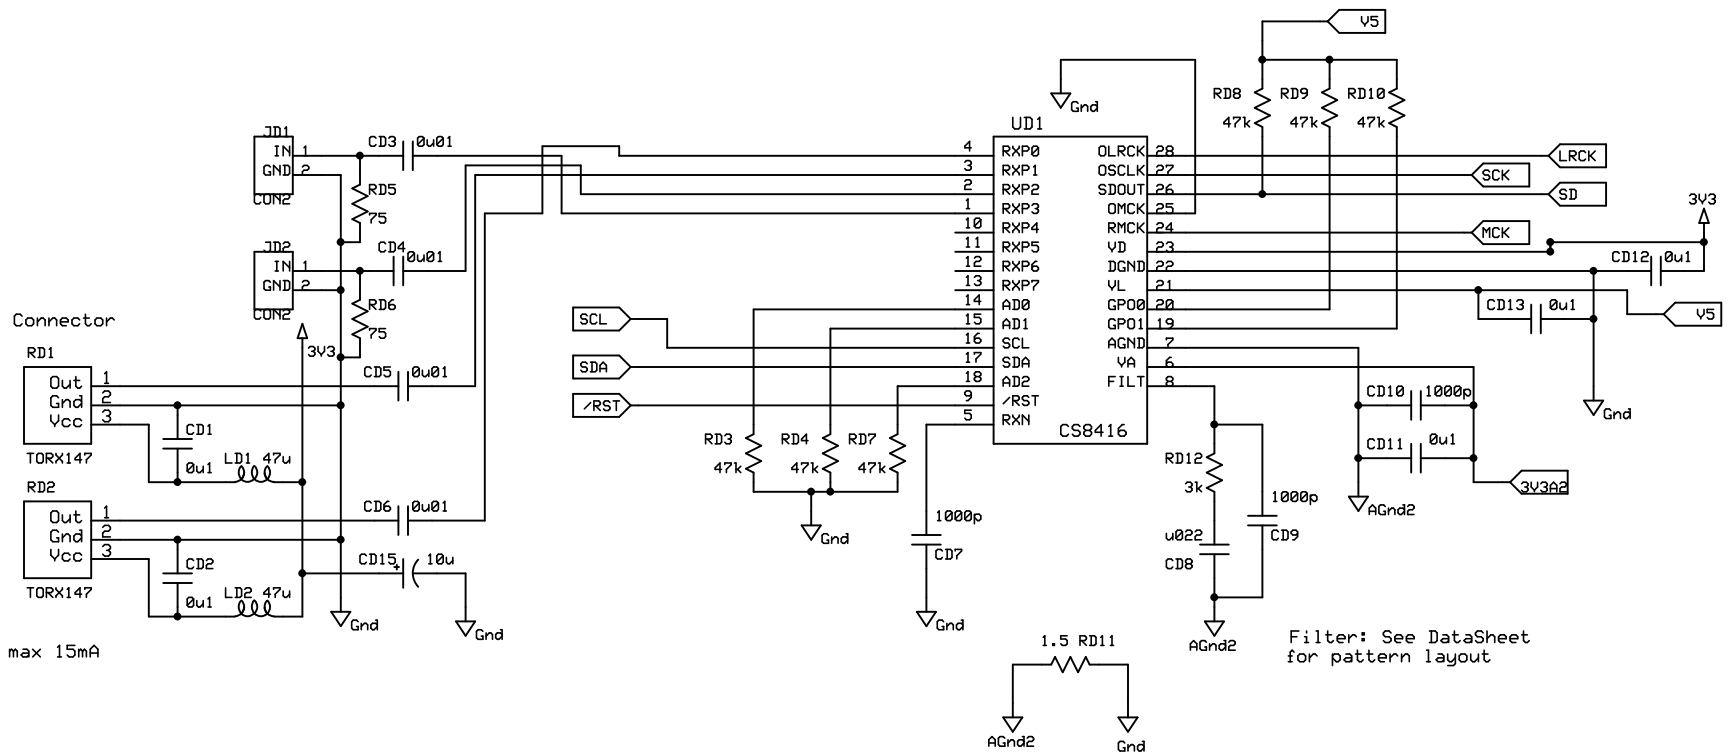 V5
Gnd
RD8 47k
RD9 47k
RD10 47k
JD1
IN 1
GND 2
CON2
CD3 0u01
RD5
75
JD2
IN 1
GND 2
CON2
CD4
0u01
RD6
75
3V3
Connector
RD1
Out 1
Gnd 2
Vcc 3
TORX147
CD1
0u1
LD1 47u
CD5 0u01
RD2
Out 1
Gnd 2
Vcc 3
TORX147
CD2
0u1
LD2 47u
CD6 0u01
CD15 + 10u
Gnd
Gnd
max 15mA
SCL
SDA
/RST
UD1
4 RXP0
3 RXP1
2 RXP2
1 RXP3
10 RXP4
11 RXP5
12 RXP6
13 RXP7
14 AD0
15 AD1
16 SCL
17 SDA
18 AD2
9 /RST
5 RXN
OLRCK 28
OSCLK 27
SDOUT 26
OMCK 25
RMCK 24
VD 23
DGND 22
VL 21
GPO0 20
GPO1 19
AGND 7
VA 6
FILT 8
CS8416
LRCK
SCK
SD
MCK
3V3
CD12 0u1
CD13 0u1
V5
Gnd
RD3
47k
RD4
47k
RD7
47k
Gnd
1000p
CD7
Gnd
RD12
3k
u022
CD8
1000p
CD9
AGnd2
CD10 1000p
CD11 0u1
3V3A2
AGnd2
1.5 RD11
AGnd2
Gnd
Filter: See DataSheet
for pattern layout